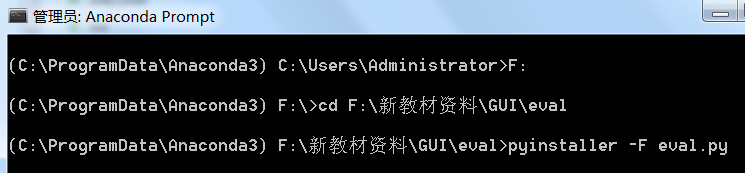 管理员: Anaconda Prompt
(C:\ProgramData\Anaconda3) C:\Users\Administrator>F:
(C:\ProgramData\Anaconda3) F:\>cd F:\新教材资料\GUI\eval
(C:\ProgramData\Anaconda3) F:\新教材资料\GUI\eval>pyinstaller -F eval.py